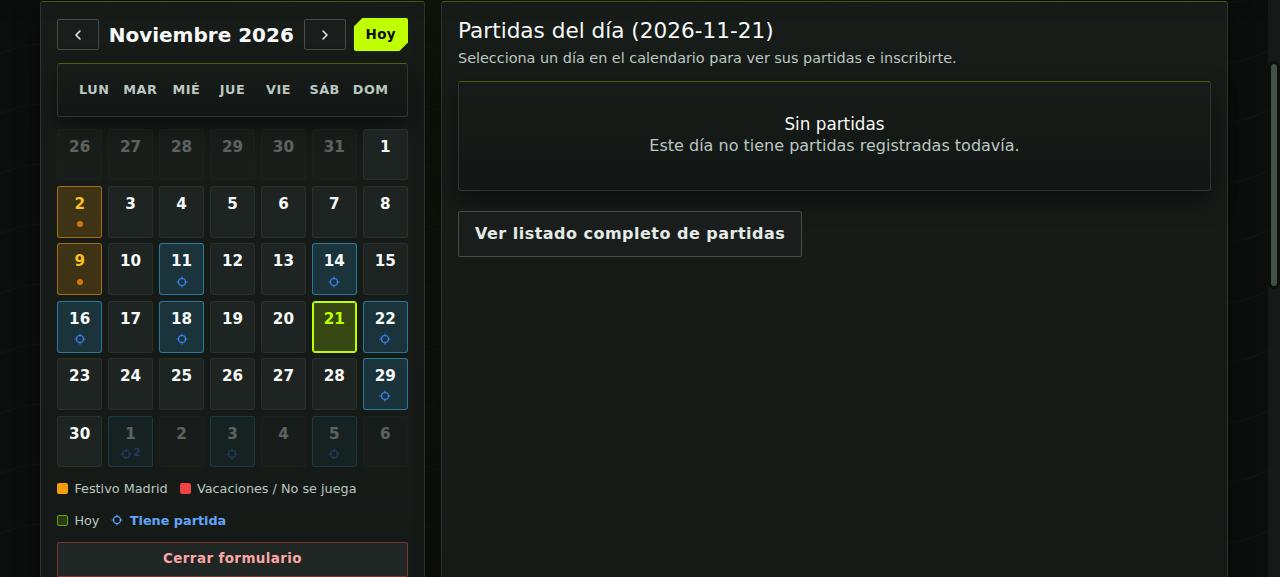 Noviembre 2026
Hoy
LUN MAR MIÉ JUE VIE SÁB DOM
26 27 28 29 30 31 1
2 3 4 5 6 7 8
9 10 11 12 13 14 15
16 17 18 19 20 21 22
23 24 25 26 27 28 29
30 1 2 3 4 5 6
2
Festivo Madrid Vacaciones / No se juega
Hoy Tiene partida
Cerrar formulario
Partidas del día (2026-11-21)
Selecciona un día en el calendario para ver sus partidas e inscribirte.
Sin partidas
Este día no tiene partidas registradas todavía.
Ver listado completo de partidas